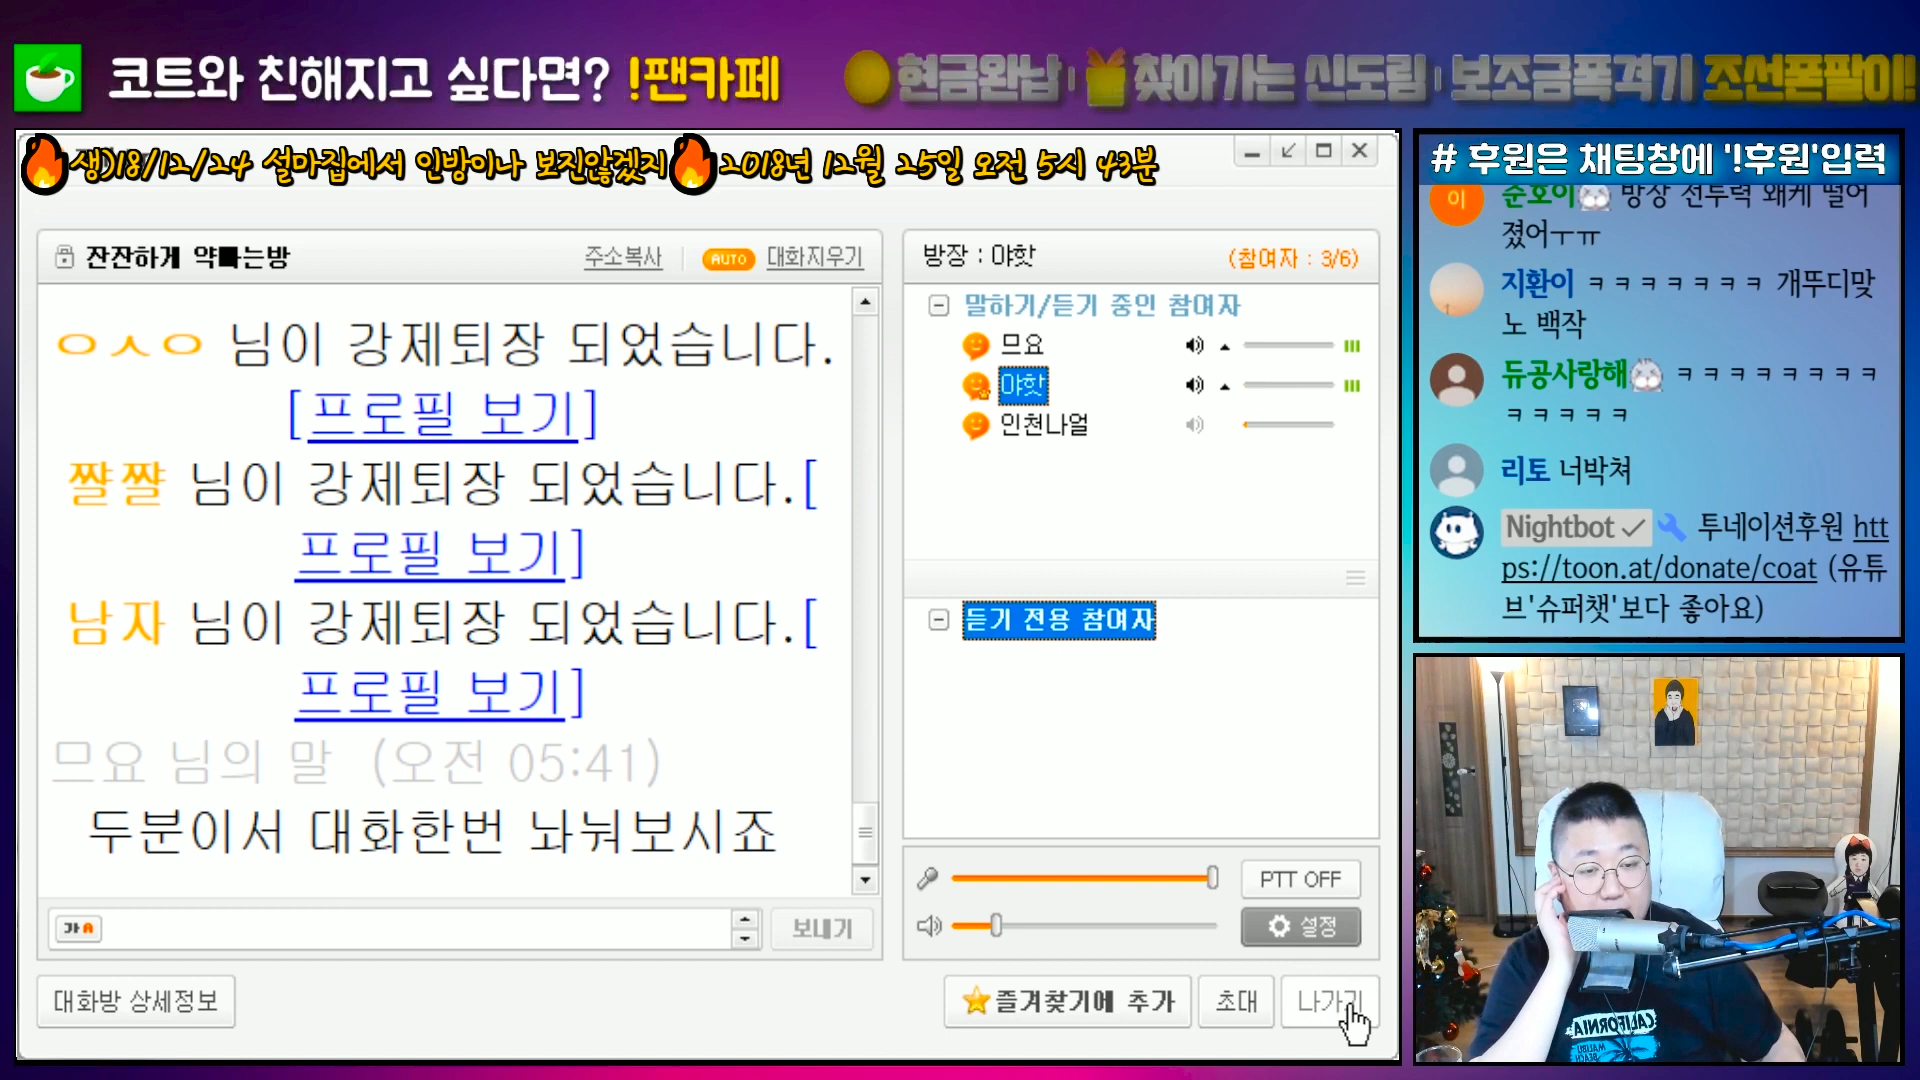 코트와 친해지고 싶다면? !팬카페
현금완납 찾아가는 신도림 보조금폭격기 조선폰팔이!
생)18/12/24 설마집에서 인방이나 보진않겠지 2018년 12월 25일 오전 5시 43분
잔잔하게 약빠는방
주소복사
AUTO
대화지우기
ㅇㅅㅇ 님이 강제퇴장 되었습니다.
[프로필 보기]
짤짤 님이 강제퇴장 되었습니다.[
프로필 보기]
남자 님이 강제퇴장 되었습니다.[
프로필 보기]
므요 님의 말 (오전 05:41)
두분이서 대화한번 놔눠보시죠
가A
보내기
대화방 상세정보
방장 : 야핫
(참여자 : 3/6)
말하기/듣기 중인 참여자
므요
야핫
인천나얼
듣기 전용 참여자
PTT OFF
설정
즐겨찾기에 추가
초대
나가기
# 후원은 채팅창에 '!후원'입력
이
준호이 방장 전투력 왜케 떨어
졌어ㅜㅠ
지환이 ㅋㅋㅋㅋㅋㅋㅋ 개뚜디맞
노 백작
듀공사랑해 ㅋㅋㅋㅋㅋㅋㅋㅋ
ㅋㅋㅋㅋㅋ
리토 너박쳐
Nightbot 투네이션후원 htt
ps://toon.at/donate/coat (유튜
브'슈퍼챗'보다 좋아요)